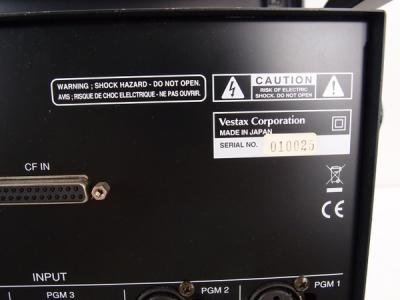 WARNING ; SHOCK HAZARD - DO NOT OPEN.
AVIS ; RISQUE DE CHOC ELELCTRIQUE - NE PAS OUVRIR.
CAUTION
RISK OF ELECTRIC
SHOCK. DO NOT OPEN.
Vestax Corporation
MADE IN JAPAN
SERIAL NO. 010025
CF IN
CE
INPUT
PGM 3
PGM 2
PGM 1